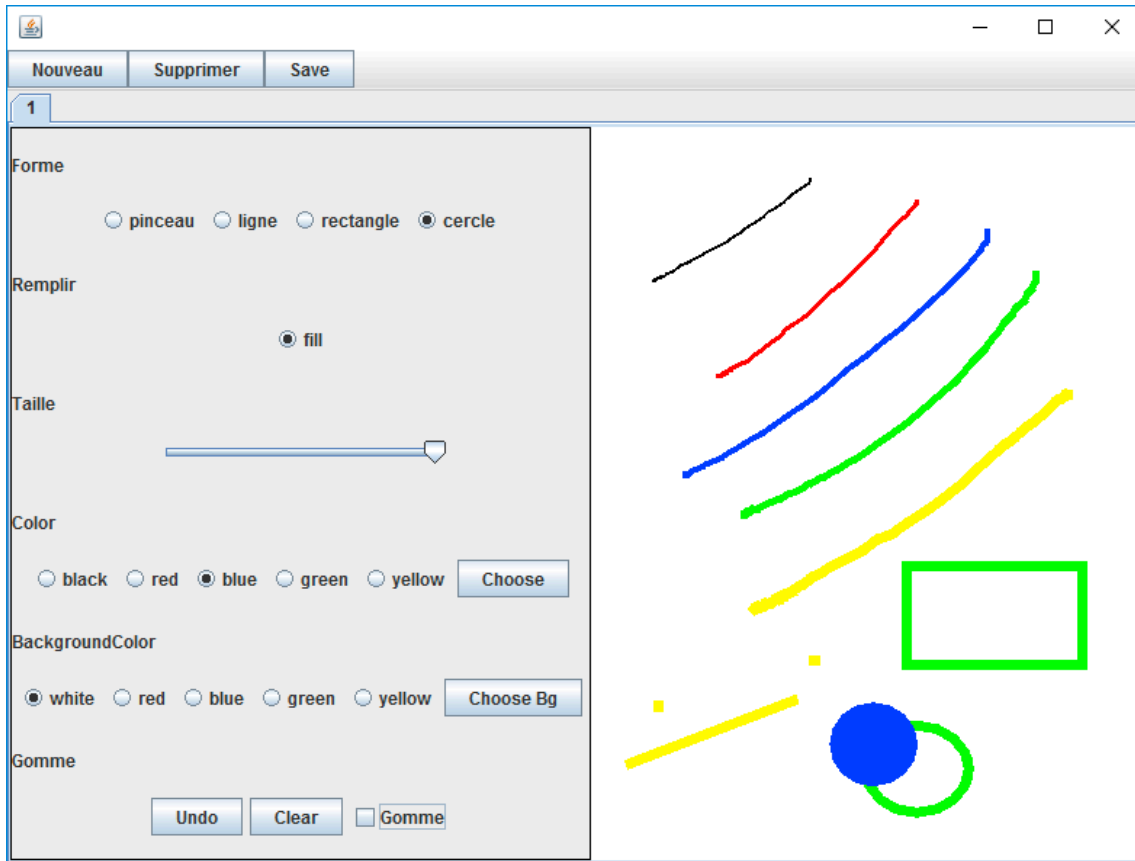 Nouveau Supprimer Save
1
Forme
pinceau ligne rectangle cercle
Remplir
fill
Taille
Color
black red blue green yellow Choose
BackgroundColor
white red blue green yellow Choose Bg
Gomme
Undo Clear Gomme